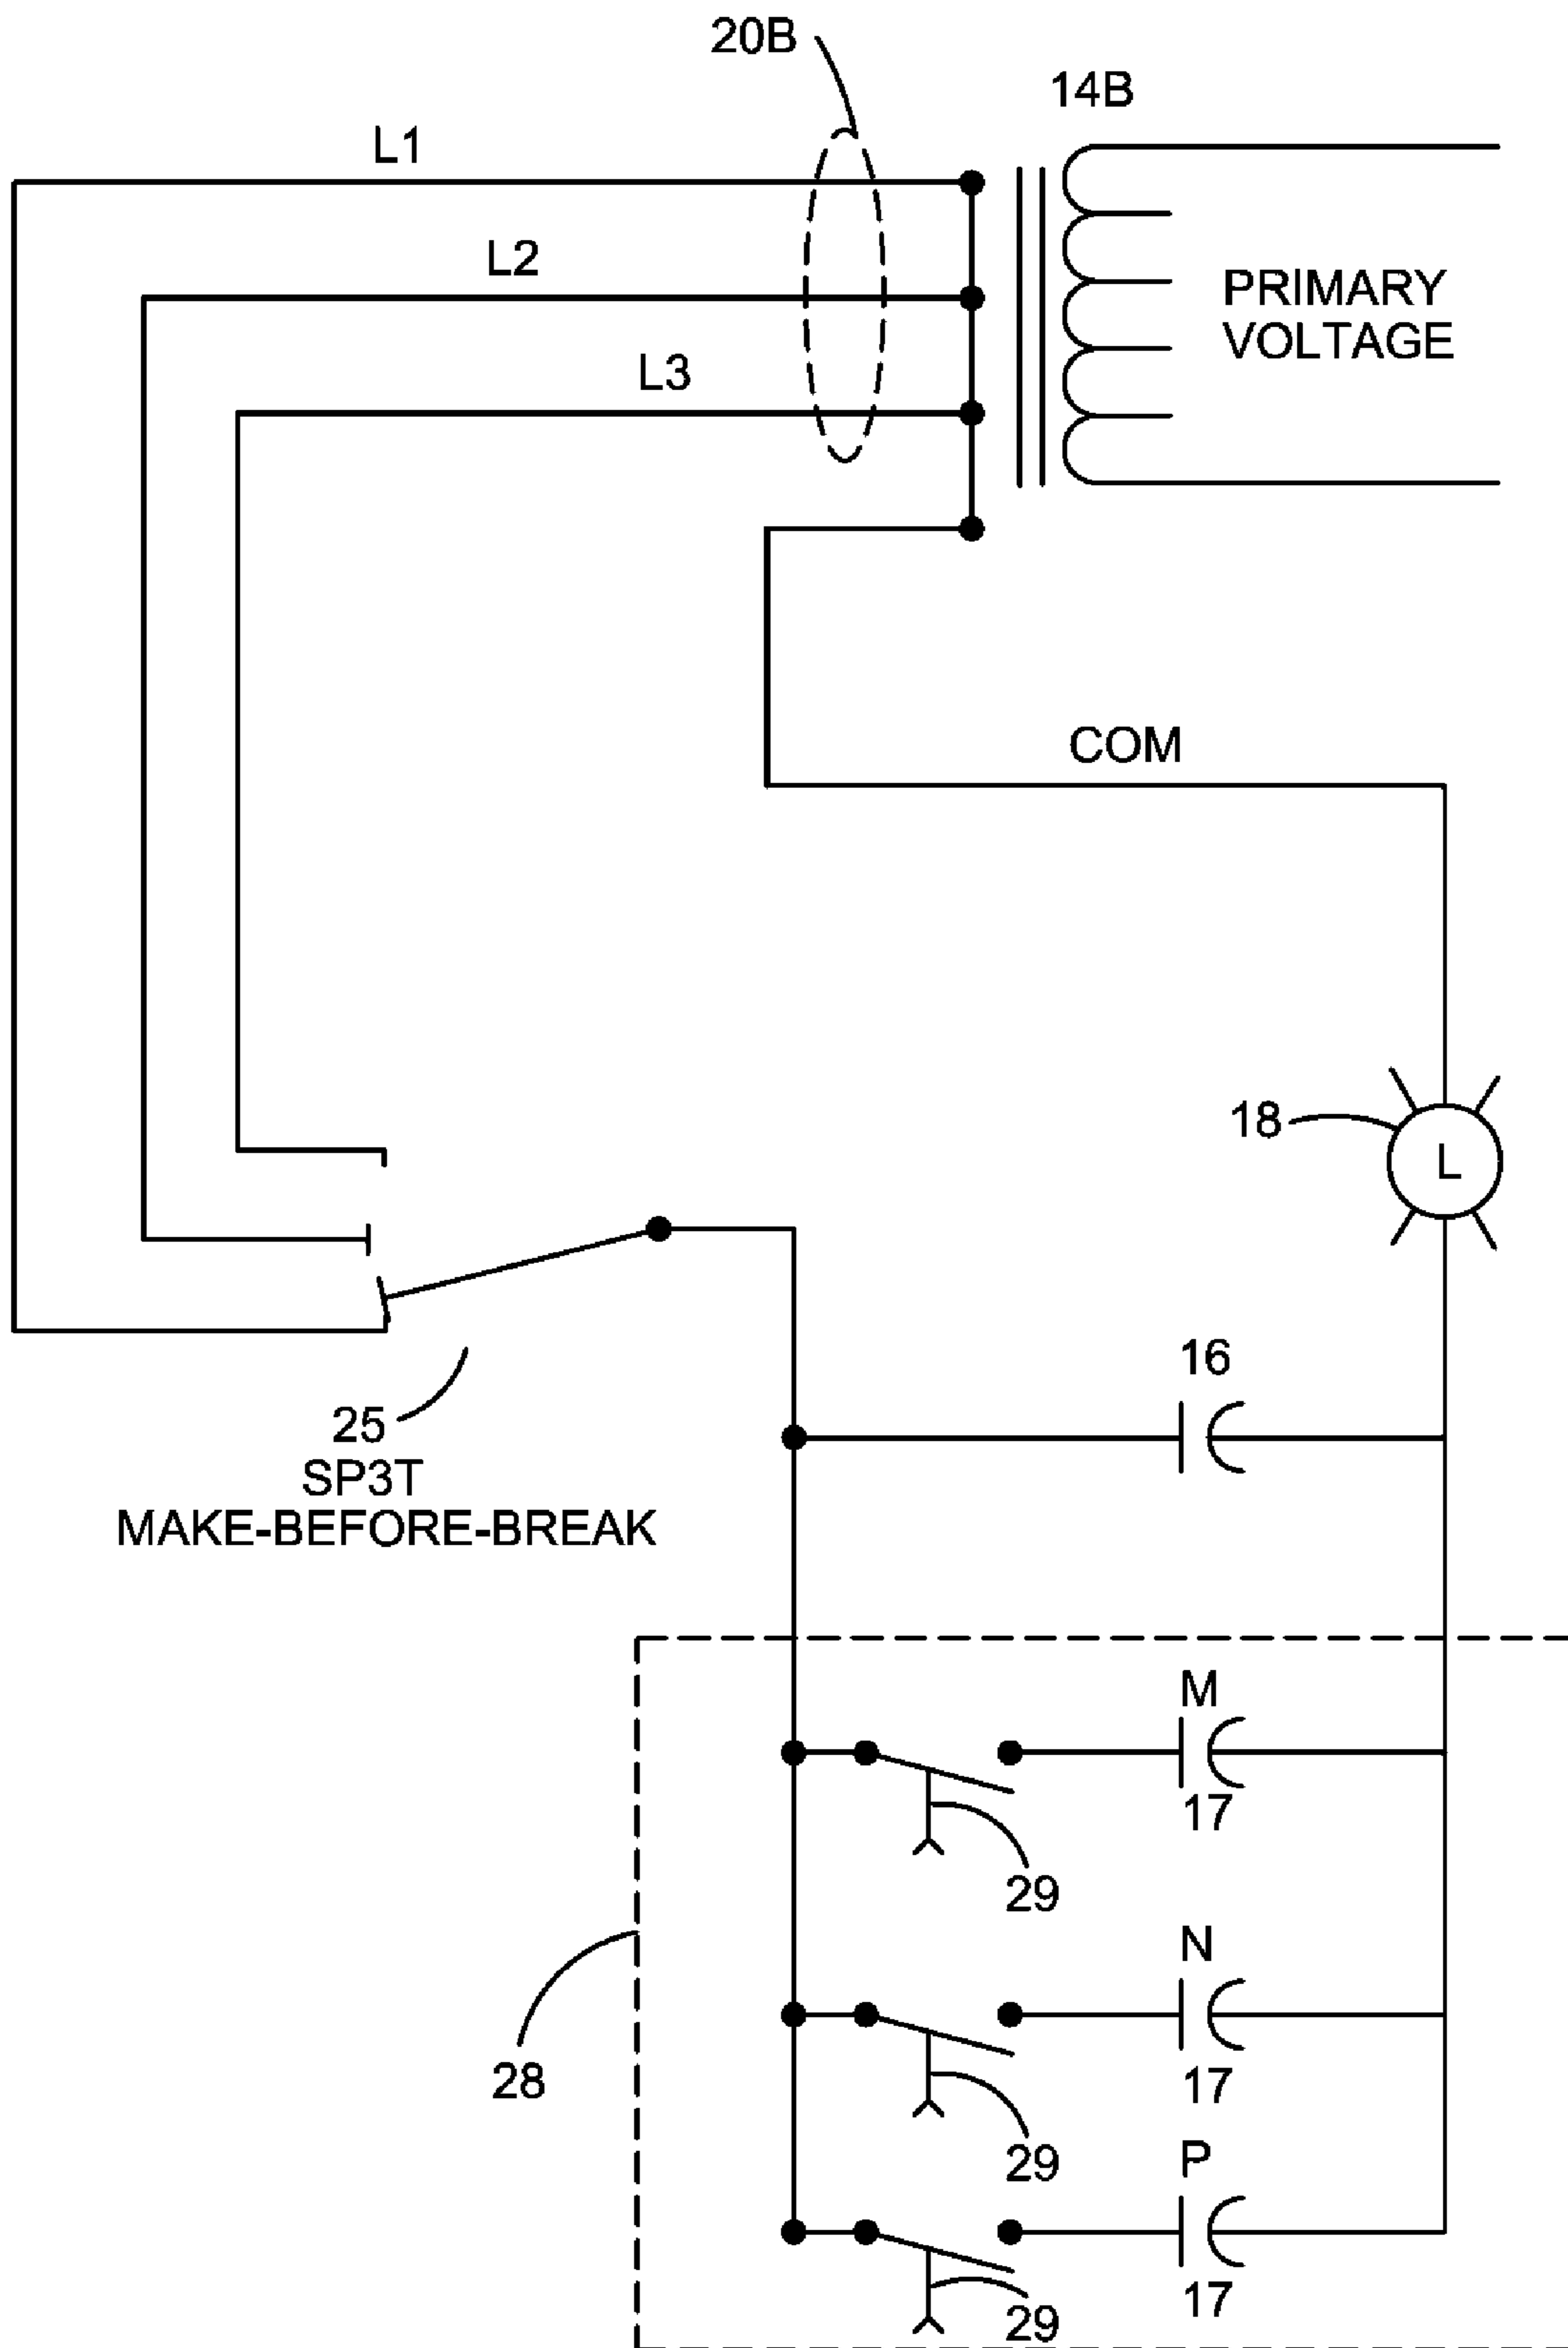 20B
14B
L1
L2
PRIMARY
VOLTAGE
L3
COM
18
L
16
25
SP3T
MAKE-BEFORE-BREAK
M
17
29
N
28
17
29
P
17
29